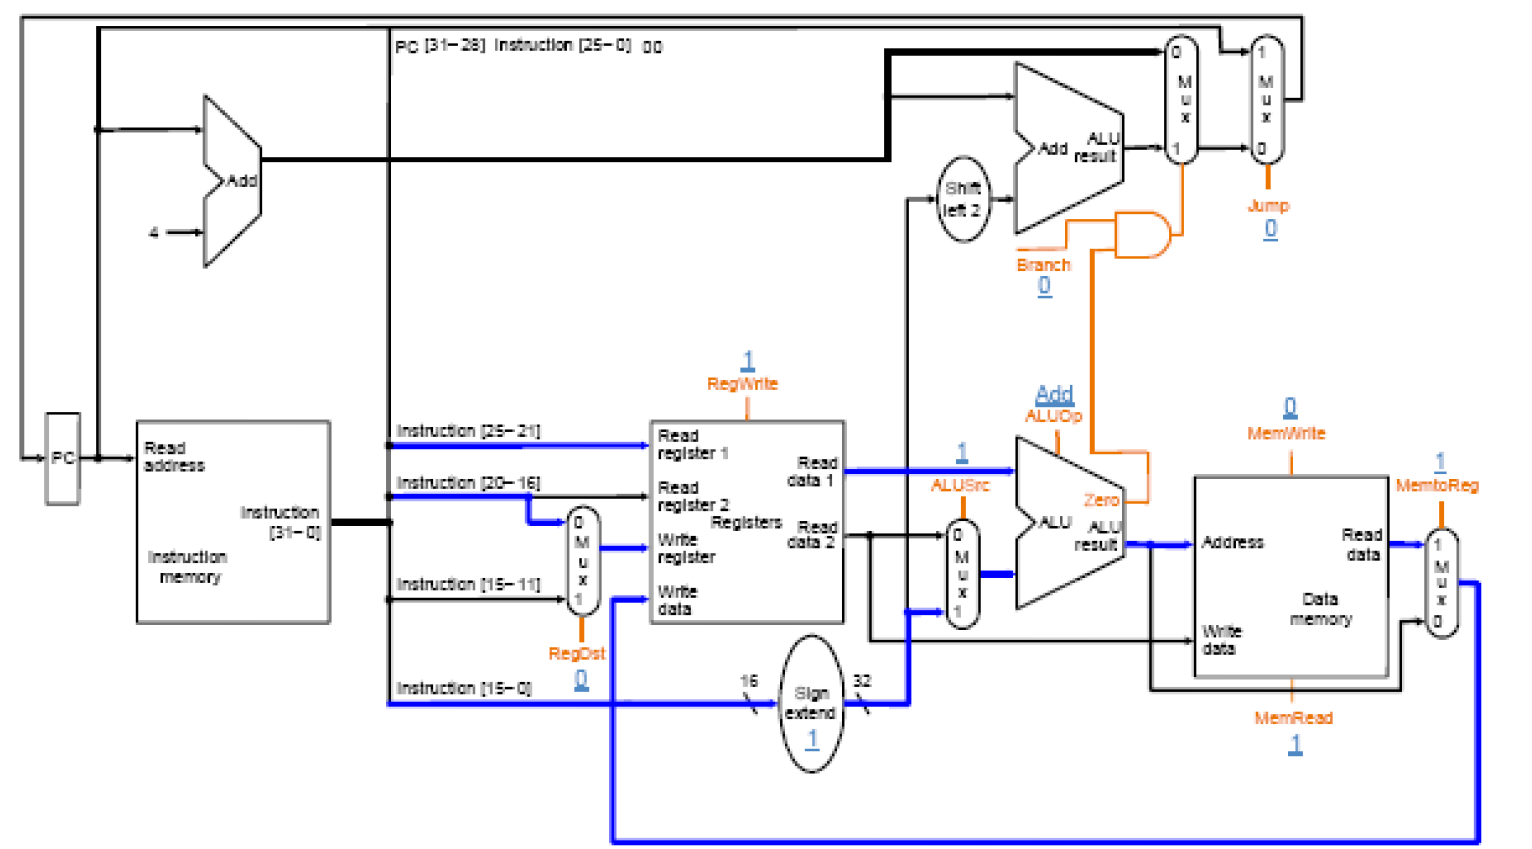 PC [31-28] Instruction [25-0] 00
0
M
u
x
1
1
M
u
x
0
Add
ALU
result
Shift
left 2
Add
4
Jump
0
Branch
0
1
RegWrite
Add
ALUOp
0
MemWrite
1
MemtoReg
PC
Read
address
Instruction
[31-0]
Instruction
memory
Instruction [25-21]
Instruction [20-16]
Instruction [15-11]
Instruction [15-0]
0
M
u
x
1
RegDst
0
Read
register 1
Read
register 2
Write
register
Write
data
Registers
Read
data 1
Read
data 2
1
ALUSrc
0
M
u
x
1
Zero
ALU
ALU
result
Address
Read
data
Write
data
Data
memory
1
M
u
x
0
MemRead
1
16
Sign
extend
1
32